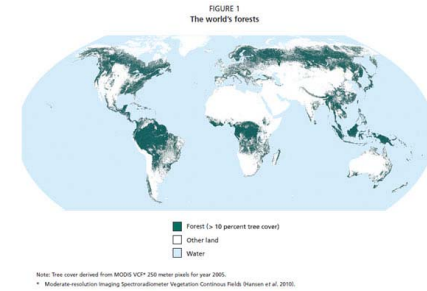 FIGURE 1
The world's forests
Forest (> 10 percent tree cover)
Other land
Water
Note: Tree cover derived from MODIS VCF* 250 meter pixels for year 2005.
* Moderate-resolution Imaging Spectroradiometer Vegetation Continous Fields (Hansen et al. 2010).